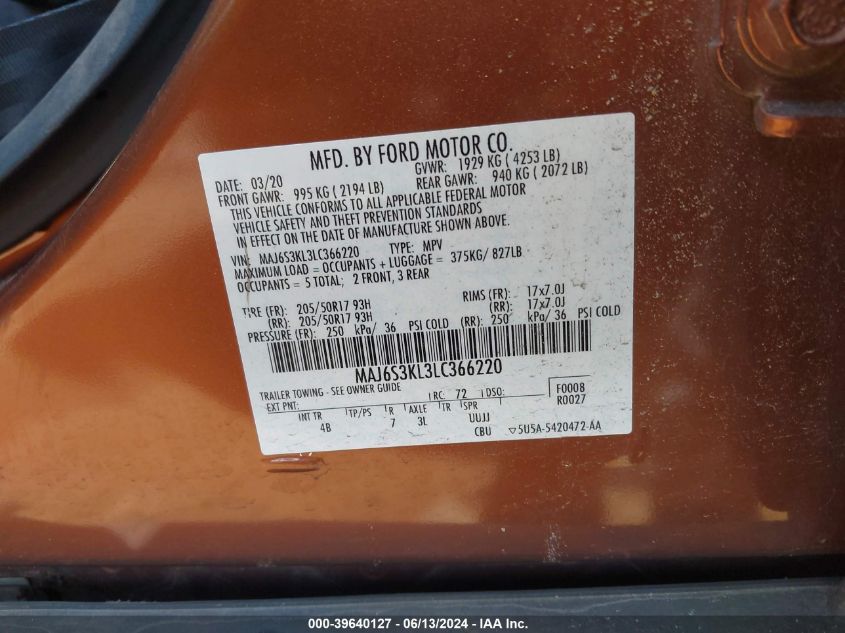 MFD. BY FORD MOTOR CO.
DATE: 03/20 GVWR: 1929 KG ( 4253 LB)
FRONT GAWR: 995 KG ( 2194 LB) REAR GAWR: 940 KG ( 2072 LB)
THIS VEHICLE CONFORMS TO ALL APPLICABLE FEDERAL MOTOR
VEHICLE SAFETY AND THEFT PREVENTION STANDARDS
IN EFFECT ON THE DATE OF MANUFACTURE SHOWN ABOVE.
VIN: MAJ6S3KL3LC366220 TYPE: MPV
MAXIMUM LOAD = OCCUPANTS + LUGGAGE = 375KG/ 827LB
OCCUPANTS = 5 TOTAL; 2 FRONT, 3 REAR
TIRE (FR): 205/50R17 93H RIMS (FR): 17x7.0J
(RR): 205/50R17 93H (RR): 17x7.0J
PRESSURE (FR): 250 kPa/ 36 PSI COLD (RR): 250 kPa/ 36 PSI COLD
MAJ6S3KL3LC366220
TRAILER TOWING - SEE OWNER GUIDE
EXT PNT: RC: 72 DSO: F0008
R0027
INT TR TP/PS R AXLE TR SPR
4B 7 3L UUJJ
CBU 5U5A-5420472-AA
000-39640127 - 06/13/2024 - IAA, Inc.